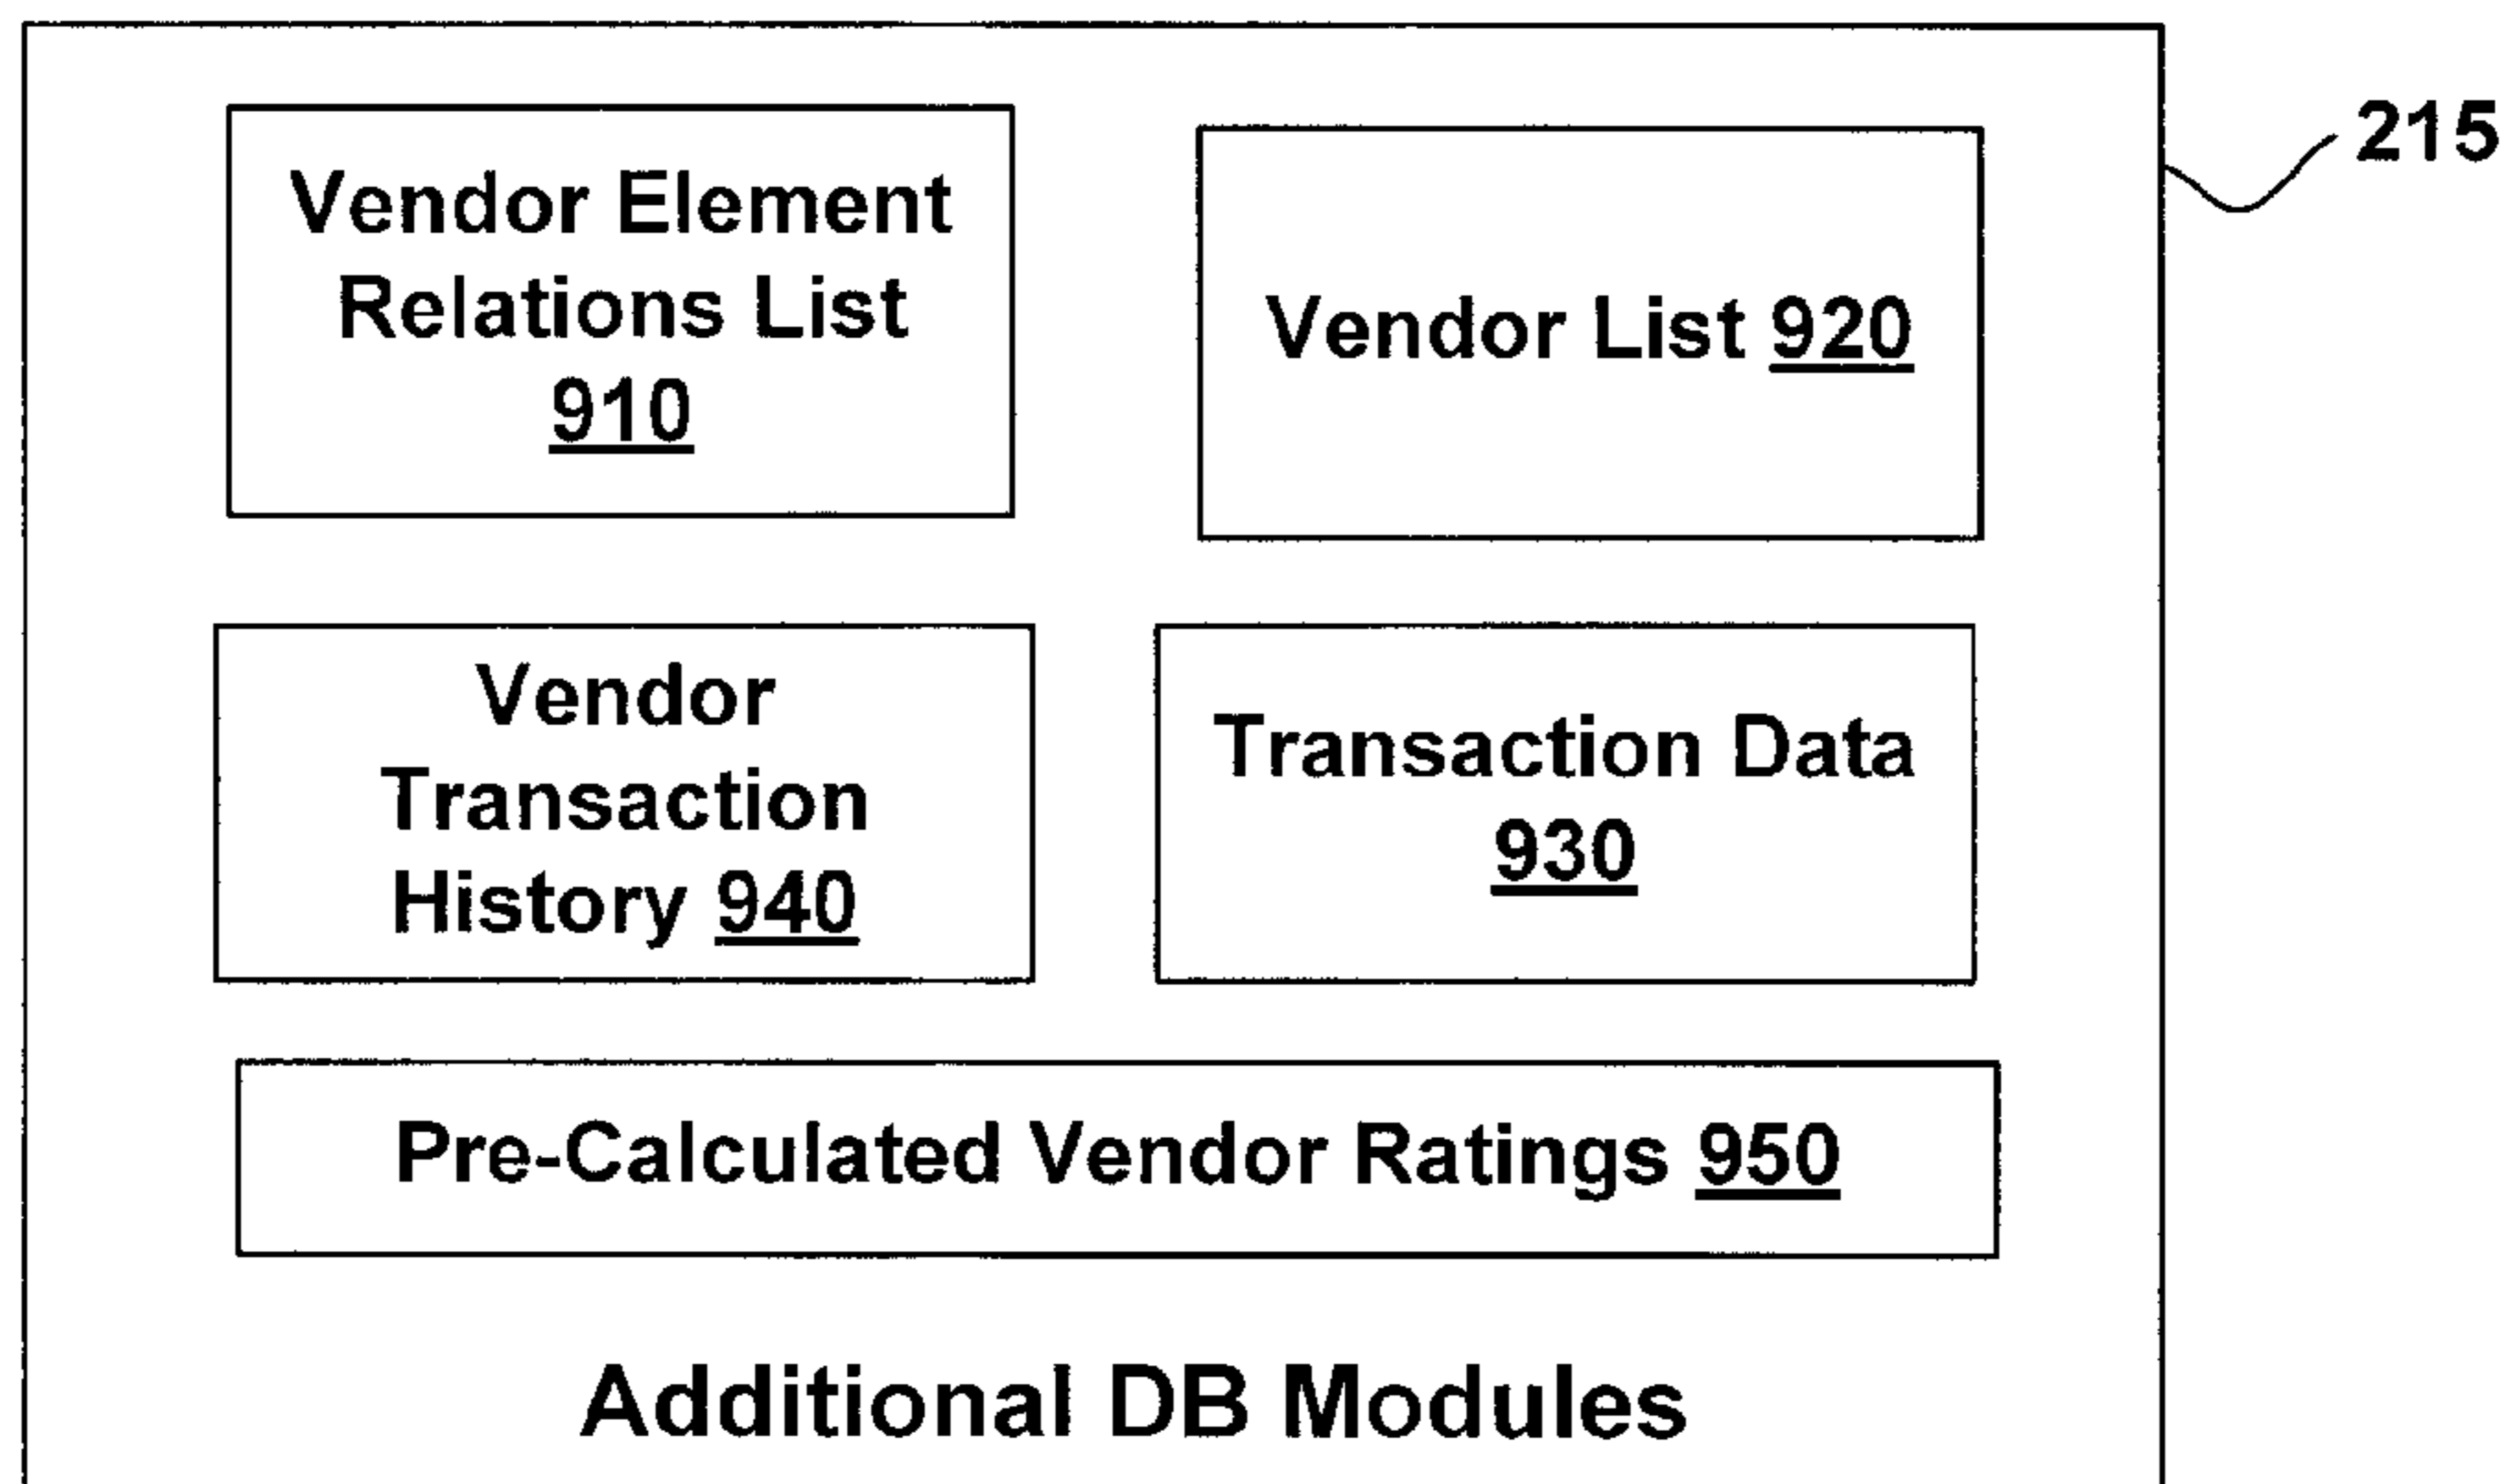 215
Vendor Element
Relations List
910
Vendor List 920
Vendor
Transaction
History 940
Transaction Data
930
Pre-Calculated Vendor Ratings 950
Additional DB Modules